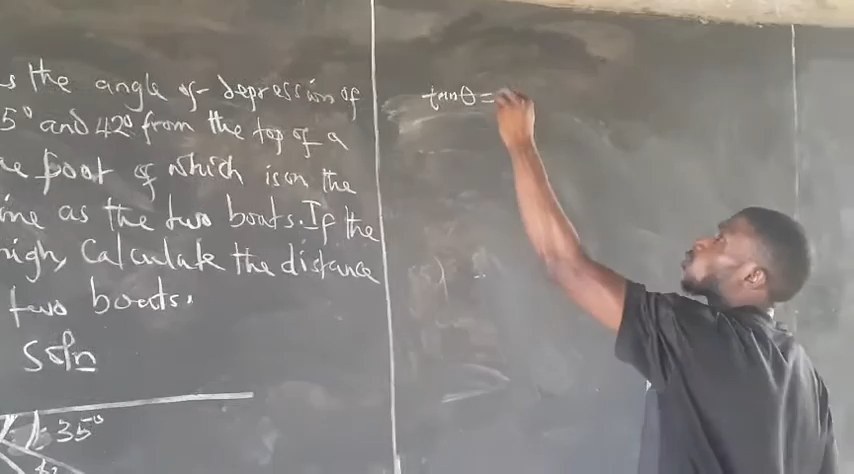 s the angle of depression of
5° and 42° from the top of a
foot of which is on the
ine as the two boats. If the
high, Calculate the distance
two boats.
Soln
35°
tanθ =